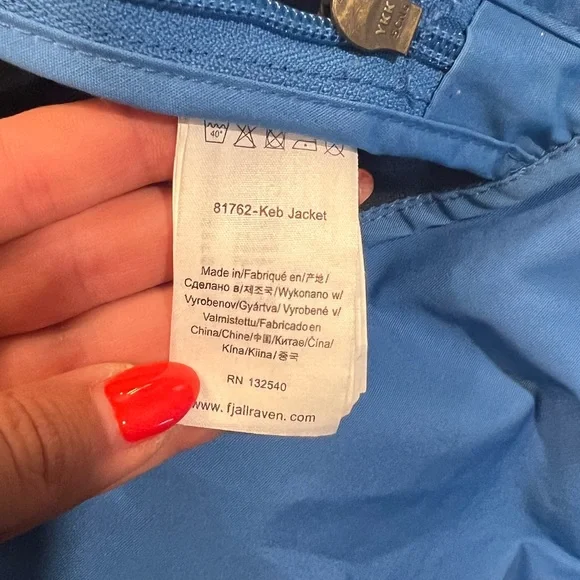 YKK
40°
81762-Keb Jacket
Made in/Fabriqué en/产地/
Сделано в/제조국/Wykonano w/
Vyrobenov/Gyártva/ Vyrobené v/
Valmistettu/Fabricado en
China/Chine/中国/Китае/Čína/
Kína/Kiina/중국
RN 132540
www. fjallraven. com